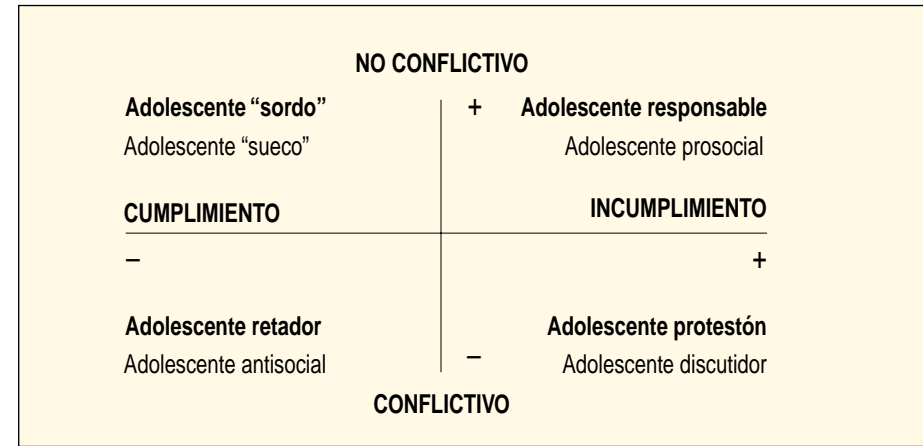 NO CONFLICTIVO
Adolescente “sordo” + Adolescente responsable
Adolescente “sueco” Adolescente prosocial
CUMPLIMIENTO INCUMPLIMIENTO
– +
Adolescente retador Adolescente protestón
Adolescente antisocial – Adolescente discutidor
CONFLICTIVO